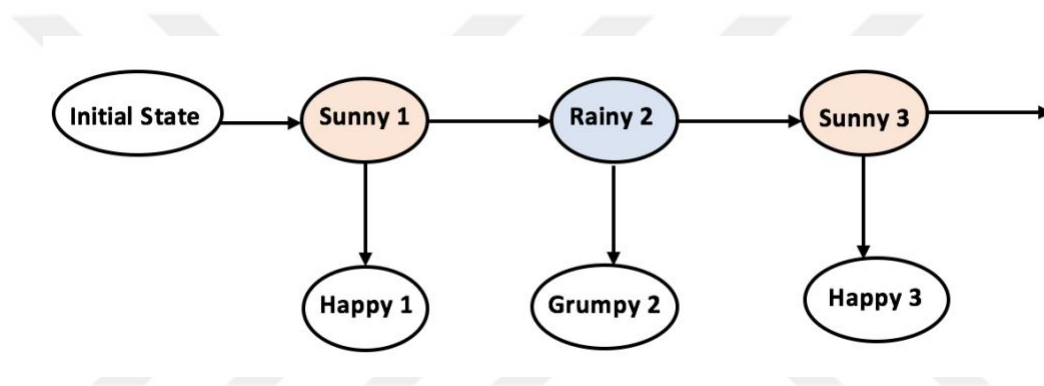 Initial State
Sunny 1
Rainy 2
Sunny 3
Happy 1
Grumpy 2
Happy 3